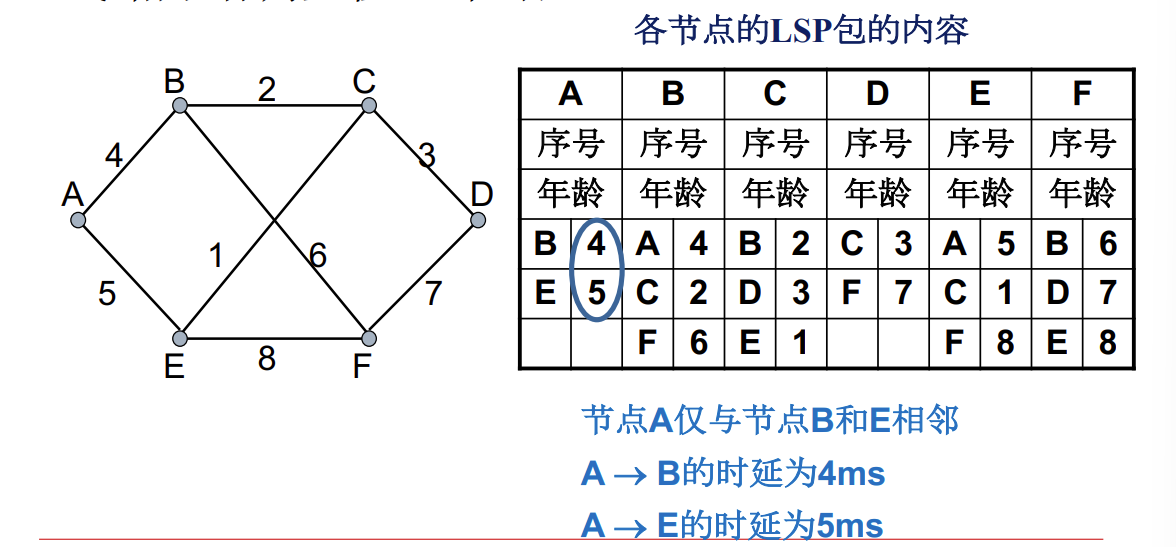 各节点的LSP包的内容
B 2 C
4 3
A D
1 6
5 7
E 8 F
A B C D E F
序号 序号 序号 序号 序号 序号
年龄 年龄 年龄 年龄 年龄 年龄
B 4 A 4 B 2 C 3 A 5 B 6
E 5 C 2 D 3 F 7 C 1 D 7
F 6 E 1 F 8 E 8
节点A仅与节点B和E相邻
A → B的时延为4ms
A → E的时延为5ms